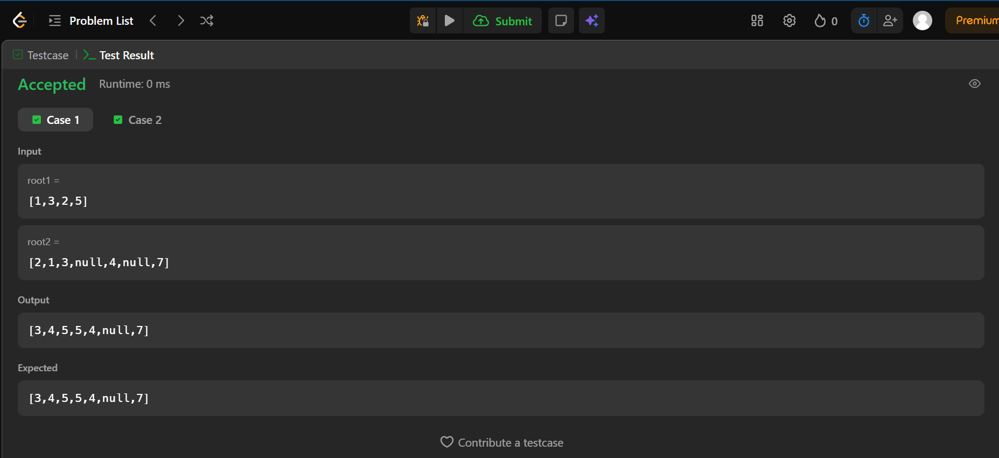 Problem List Submit 0 Premium
Testcase Test Result
Accepted Runtime: 0 ms
Case 1 Case 2
Input
root1 =
[1,3,2,5]
root2 =
[2,1,3,null,4,null,7]
Output
[3,4,5,5,4,null,7]
Expected
[3,4,5,5,4,null,7]
Contribute a testcase